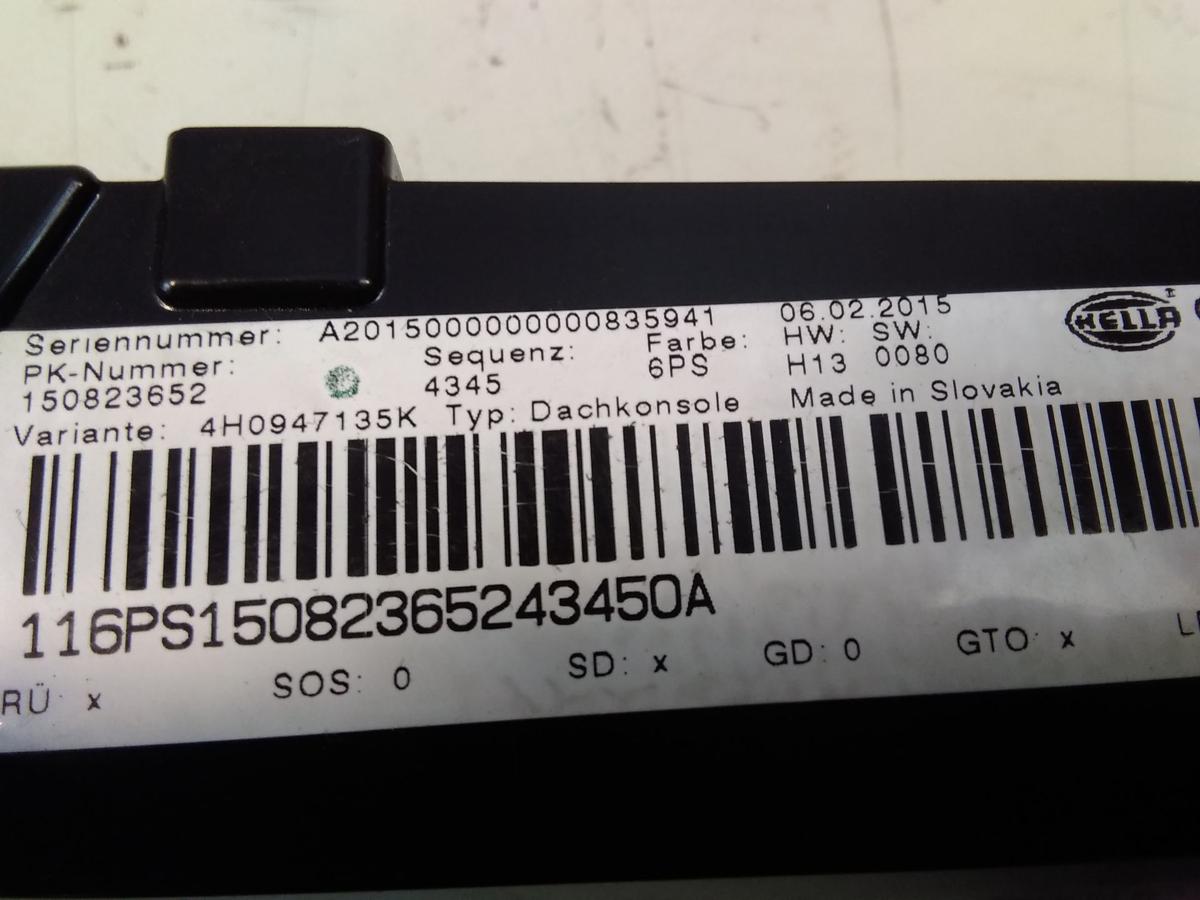 Seriennummer: A2015000000000835941 06.02.2015 HELLA
PK-Nummer: Sequenz: Farbe: HW: SW:
150823652 4345 6PS H13 0080
Variante: 4H0947135K Typ: Dachkonsole Made in Slovakia
116PS15082365243450A
RÜ: x SOS: 0 SD: x GD: 0 GTO: x